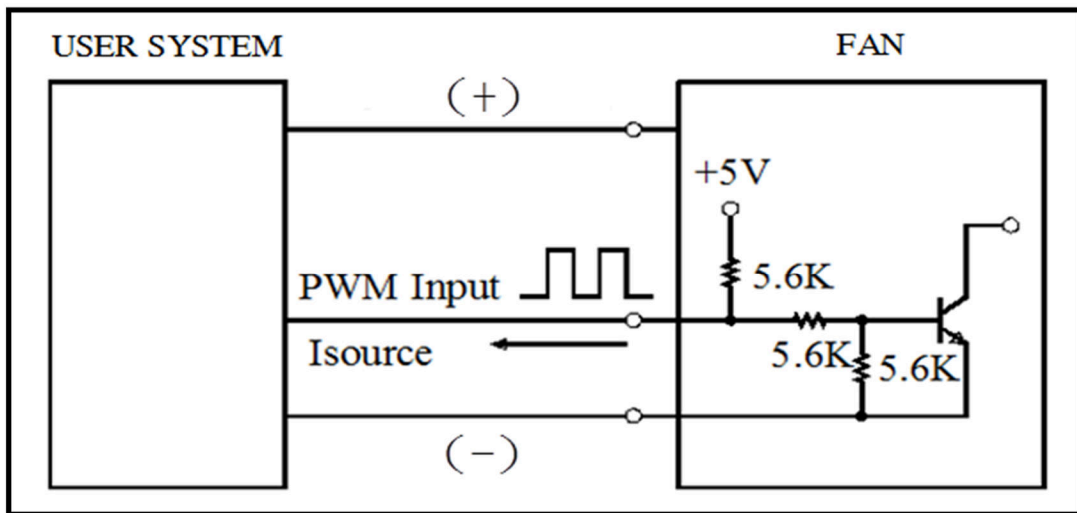 USER SYSTEM
FAN
(+)
+5V
PWM Input
5.6K
Isource
5.6K
5.6K
(-)